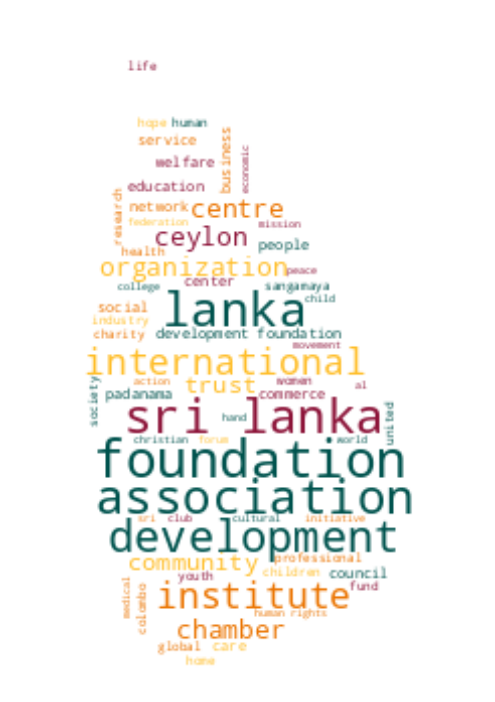 life
hope human
service
business
economic
welfare
education
research
network centre
federation
mission
ceylon
people
health
organization
peace
college
center
sangamaya
child
social
lanka
industry
charity
development foundation
movement
international
action
trust
women
al
society
padanama
commerce
sri lanka
hand
united
christian
forum
world
foundation
association
sri
club
cultural
initiative
development
community
professional
youth
children
council
medical
colombo
institute
fund
human rights
chamber
global
care
home